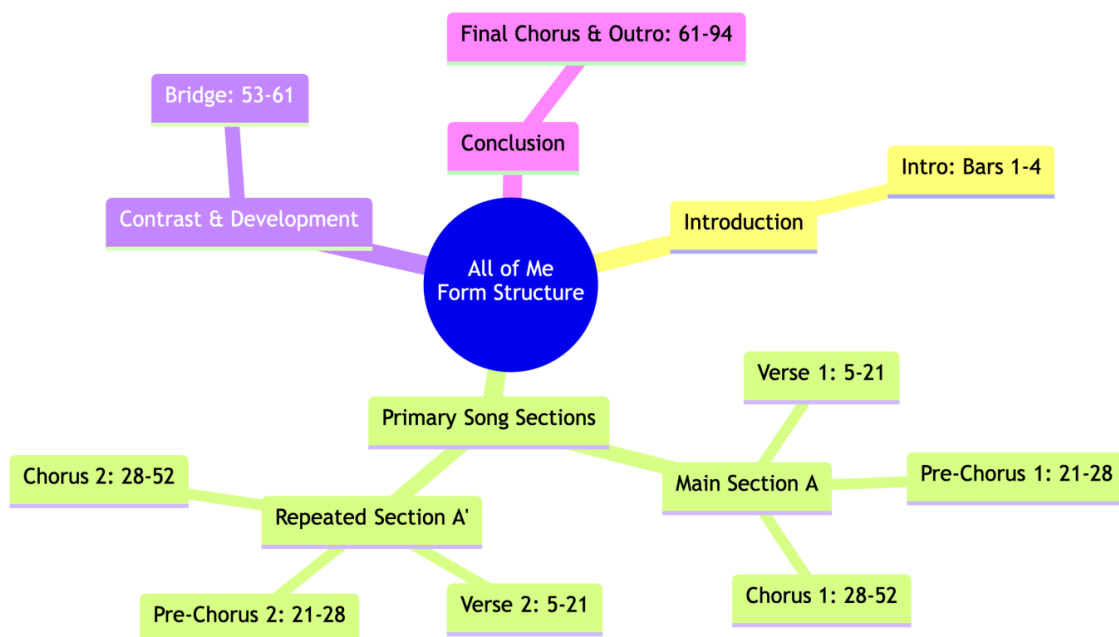 Final Chorus & Outro: 61-94
Bridge: 53-61
Conclusion
Intro: Bars 1-4
Contrast & Development
Introduction
All of Me
Form Structure
Verse 1: 5-21
Primary Song Sections
Chorus 2: 28-52
Main Section A
Pre-Chorus 1: 21-28
Repeated Section A'
Chorus 1: 28-52
Pre-Chorus 2: 21-28
Verse 2: 5-21